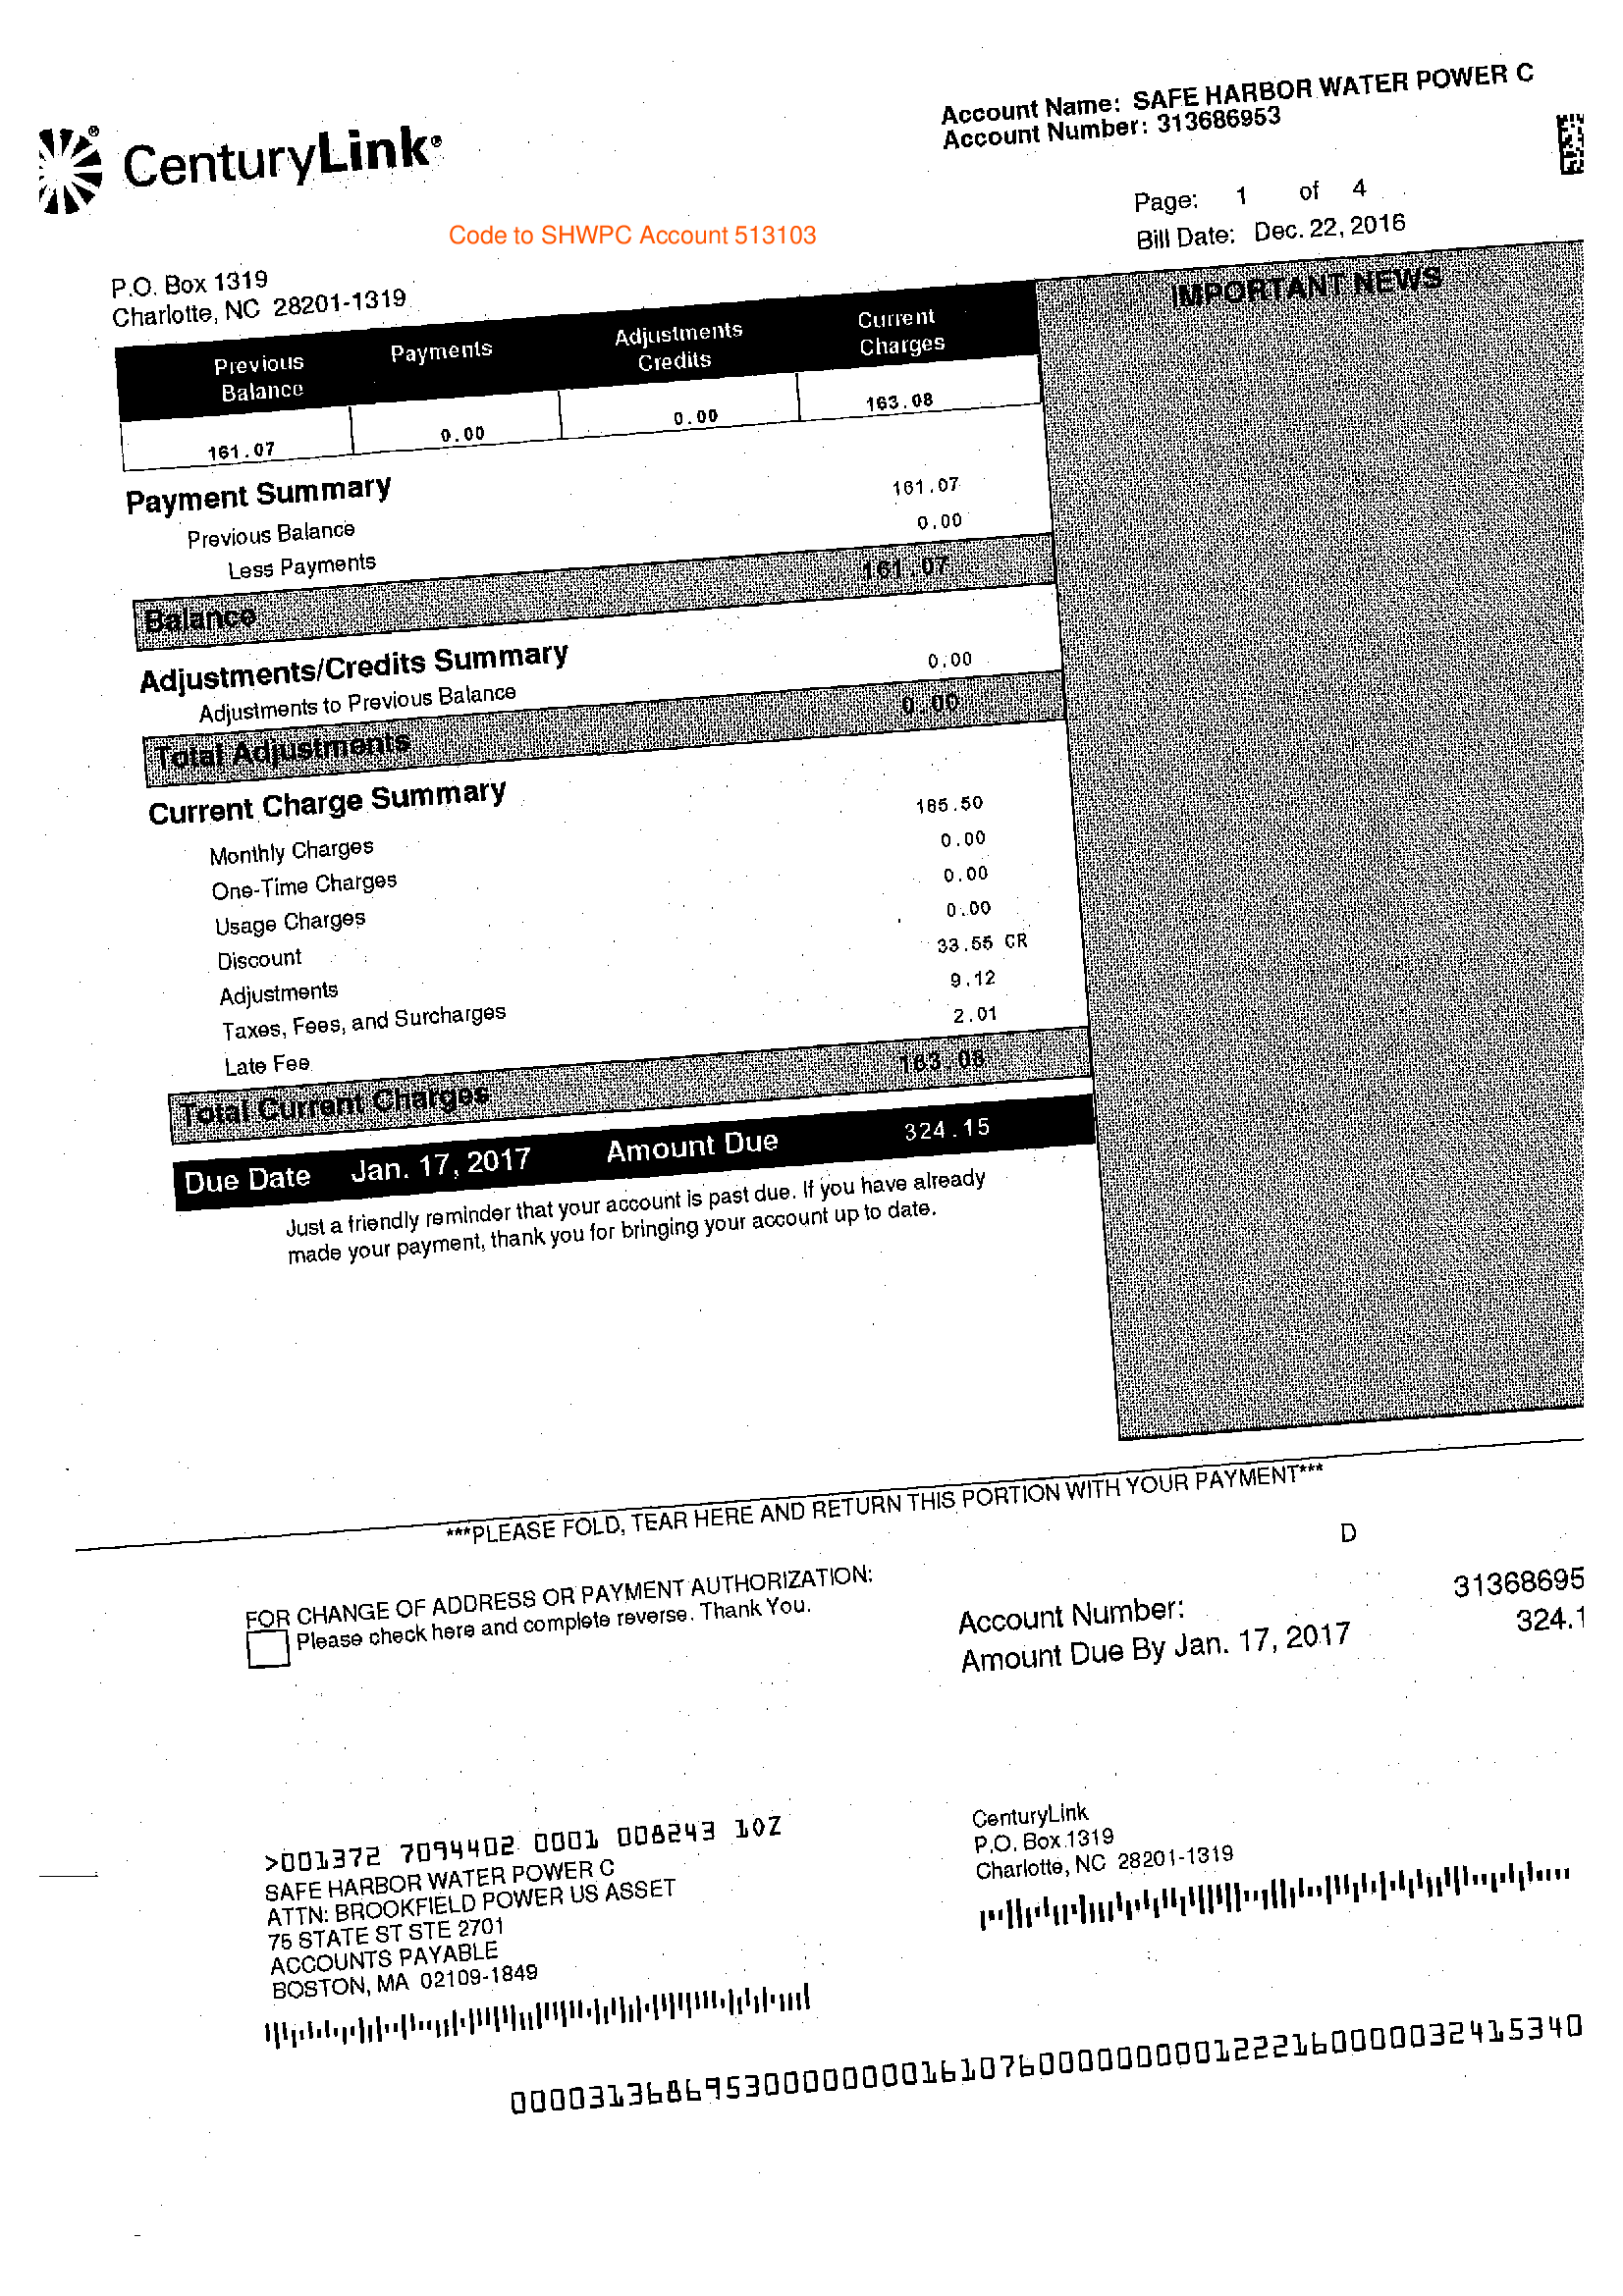 Account Name: SAFE HARBOR WATER POWER C
Account Number: 313686953
CenturyLink®
Page: 1 of 4
Bill Date: Dec. 22, 2016
Code to SHWPC Account 513103
P.O. Box 1319
Charlotte, NC 28201-1319
IMPORTANT NEWS
Previous Balance Payments Adjustments Credits Current Charges
161.07 0.00 0.00 163.08
Payment Summary
Previous Balance 161.07
Less Payments 0.00
Balance 161.07
Adjustments/Credits Summary
Adjustments to Previous Balance 0.00
Total Adjustments 0.00
Current Charge Summary
Monthly Charges 185.50
One-Time Charges 0.00
Usage Charges 0.00
Discount 0.00
Adjustments 33.55 CR
Taxes, Fees, and Surcharges 9.12
Late Fee 2.01
Total Current Charges 163.08
Due Date Jan. 17, 2017 Amount Due 324.15
Just a friendly reminder that your account is past due. If you have already
made your payment, thank you for bringing your account up to date.
***PLEASE FOLD, TEAR HERE AND RETURN THIS PORTION WITH YOUR PAYMENT***
D
FOR CHANGE OF ADDRESS OR PAYMENT AUTHORIZATION:
Please check here and complete reverse. Thank You.
Account Number: 31368695
Amount Due By Jan. 17, 2017 324.1
>001372 7094402 0001 008243 10Z
SAFE HARBOR WATER POWER C
ATTN: BROOKFIELD POWER US ASSET
75 STATE ST STE 2701
ACCOUNTS PAYABLE
BOSTON, MA 02109-1849
CenturyLink
P.O. Box 1319
Charlotte, NC 28201-1319
0000313686953000000001610760000000001222160000032415340